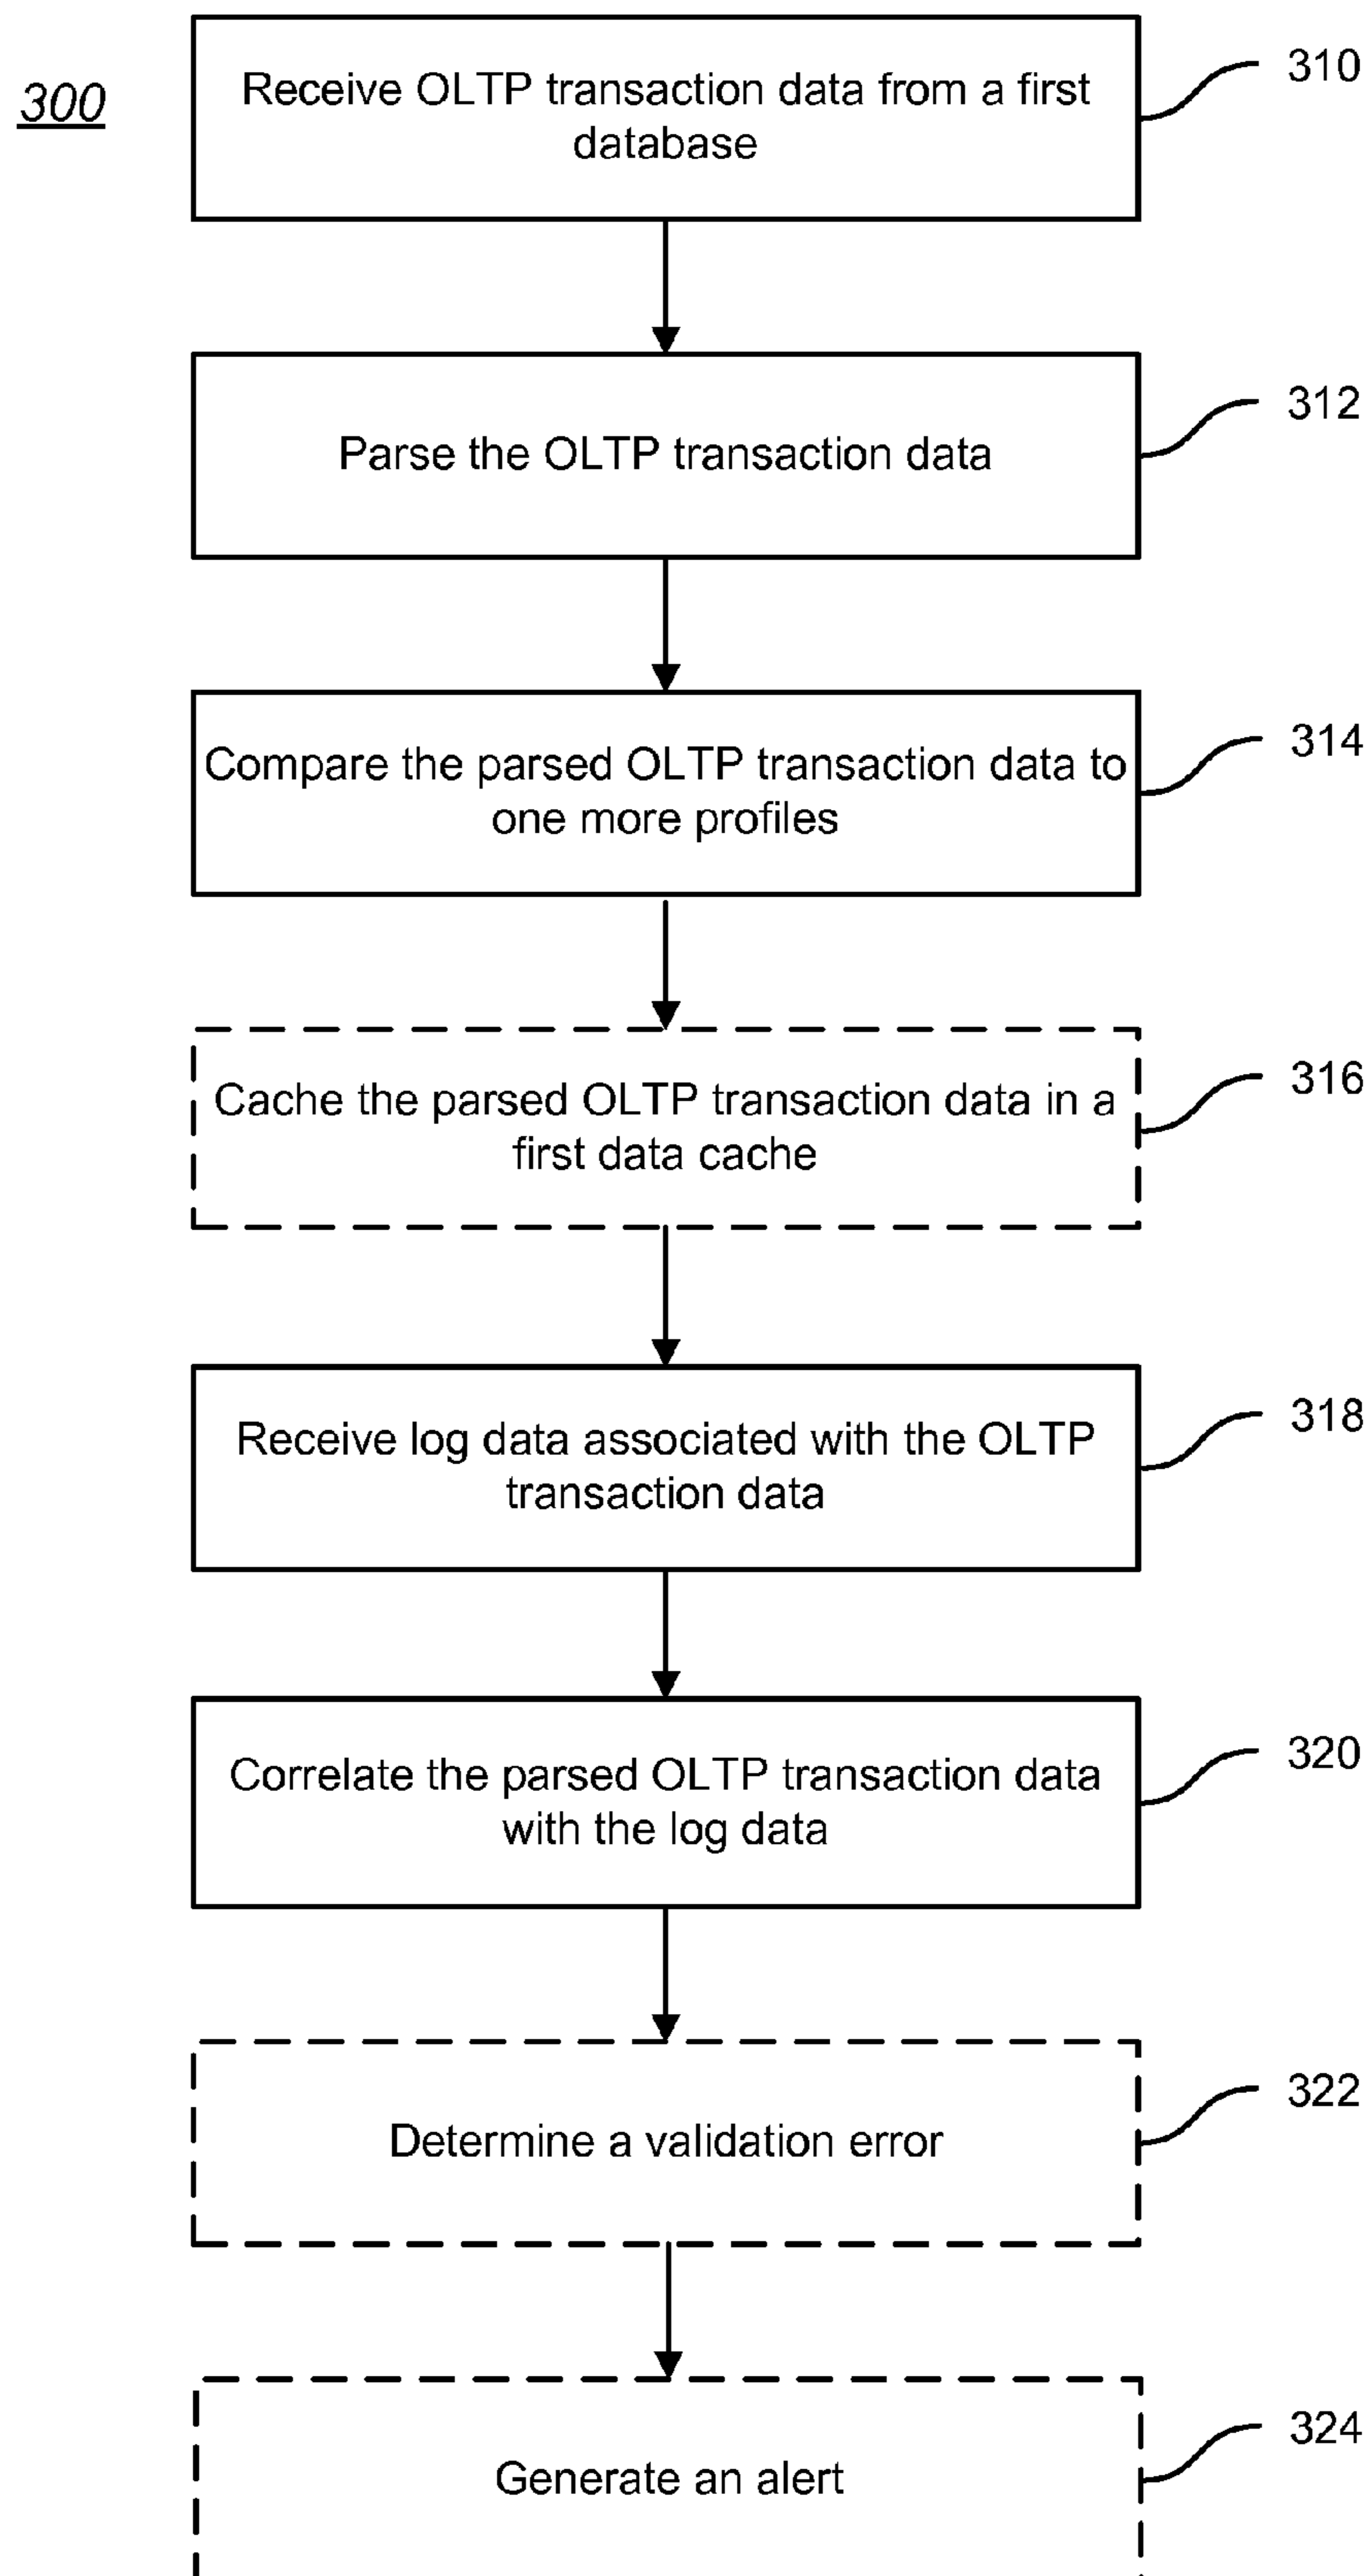 300
Receive OLTP transaction data from a first
database
310
Parse the OLTP transaction data
312
Compare the parsed OLTP transaction data to
one more profiles
314
Cache the parsed OLTP transaction data in a
first data cache
316
Receive log data associated with the OLTP
transaction data
318
Correlate the parsed OLTP transaction data
with the log data
320
Determine a validation error
322
Generate an alert
324